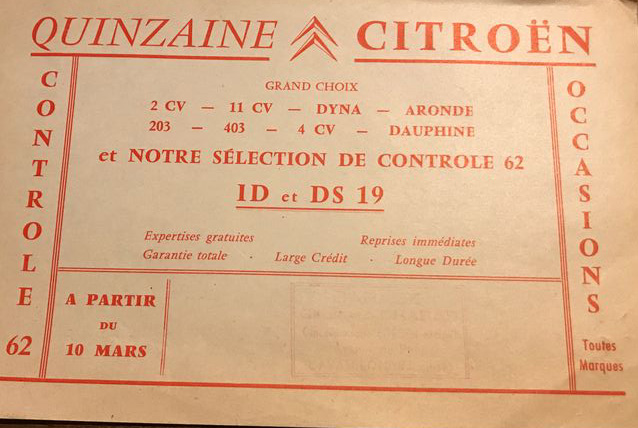 QUINZAINE CITROËN
CONTROLE 62
GRAND CHOIX
2 CV — 11 CV — DYNA — ARONDE
203 — 403 — 4 CV — DAUPHINE
et NOTRE SÉLECTION DE CONTROLE 62
ID et DS 19
Expertises gratuites Reprises immédiates
Garantie totale · Large Crédit · Longue Durée
A PARTIR
DU
10 MARS
OCCASIONS
Toutes
Marques